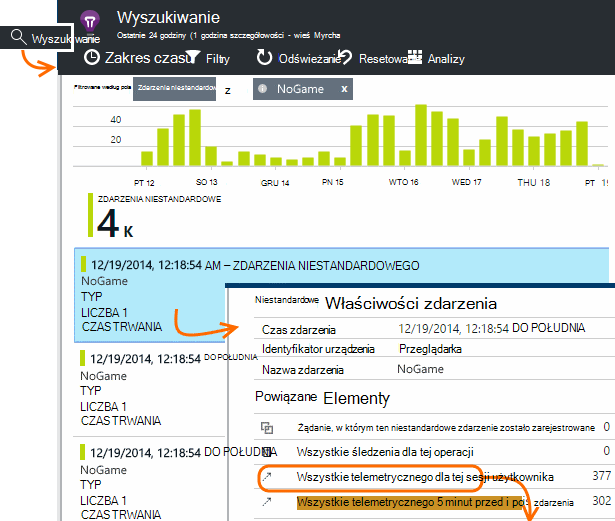 Wyszukiwanie
Wyszukiwanie
Ostatnie 24 godziny (1 godzina szczegółowości - wieś Myrcha
Zakres czasu
Filtry
Odświeżanie
Resetowa
Analizy
Filtrowane według pola
Zdarzenia niestandardow
z
NoGame x
40
20
PT 12
SO 13
GRU 14
PN 15
WTO 16
WED 17
THU 18
PT 19
ZDARZENIA NIESTANDARDOWE
4 K
12/19/2014, 12:18:54 AM – ZDARZENIA NIESTANDARDOWEGO
NoGame
TYP
LICZBA 1
CZAS TRWANIA
12/19/2014, 12:18:54 DO POŁUDNIA
NoGame
TYP
LICZBA 1
CZAS TRWANIA
12/19/2014, 12:18:54 DO POŁUDNIA
NoGame
TYP
LICZBA 1
CZAS TRWANIA
Niestandardowe Właściwości zdarzenia
Czas zdarzenia 12/19/2014, 12:18:54 DO POŁUDNIA
Identyfikator urządzenia Przeglądarka
Nazwa zdarzenia NoGame
Powiązane Elementy
Żądanie, w którym ten niestandardowe zdarzenie zostało zarejestrowane 0
Wszystkie śledzenia dla tej operacji 0
Wszystkie telemetrycznego dla tej sesji użytkownika 377
Wszystkie telemetrycznego 5 minut przed i po zdarzenia 302